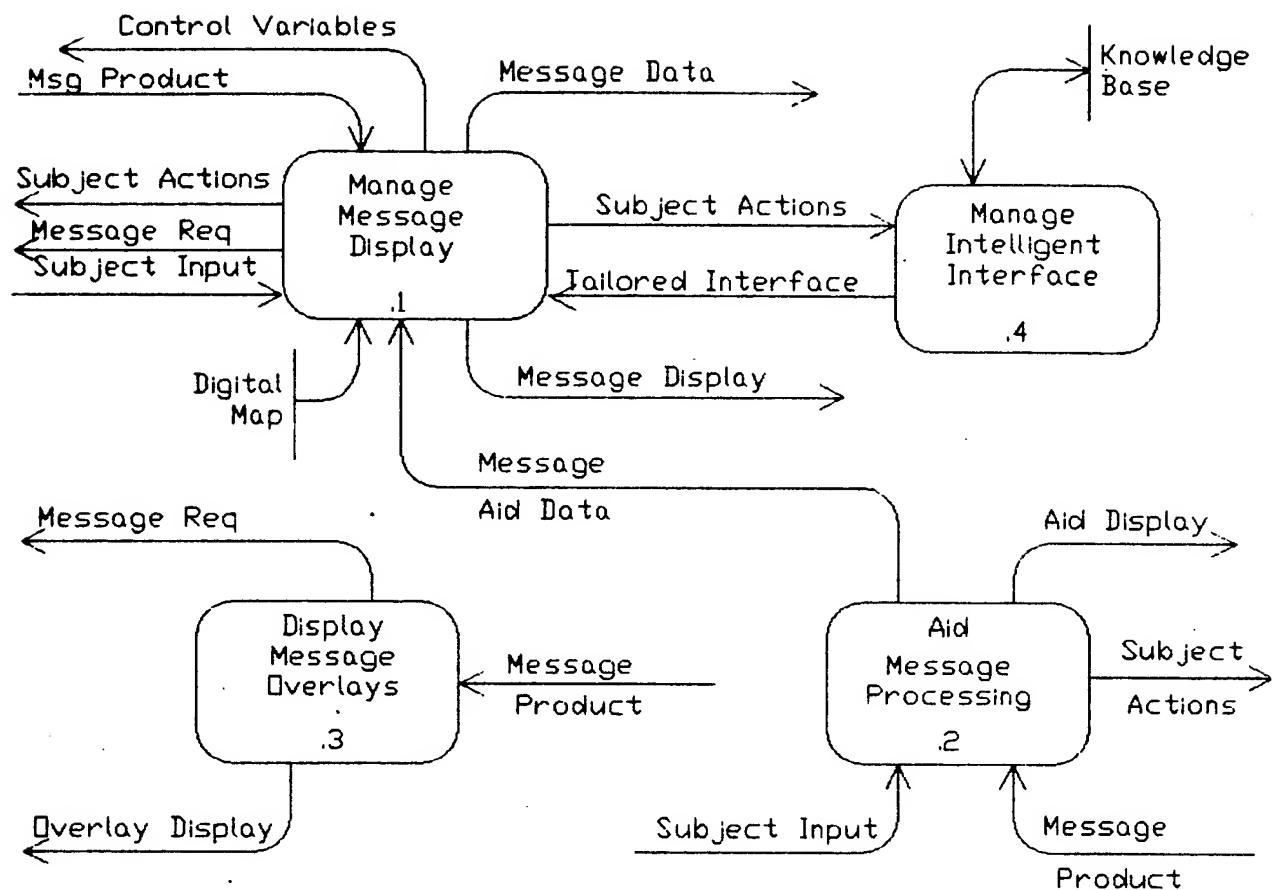 Control Variables
Msg Product
Message Data
Knowledge
Base
Subject Actions
Message Req
Subject Input
Manage
Message
Display
.1
Subject Actions
Tailored Interface
Manage
Intelligent
Interface
.4
Digital
Map
Message Display
Message
Aid Data
Message Req
Aid Display
Display
Message
Overlays
.3
Message
Product
Aid
Message
Processing
.2
Subject
Actions
Overlay Display
Subject Input
Message
Product